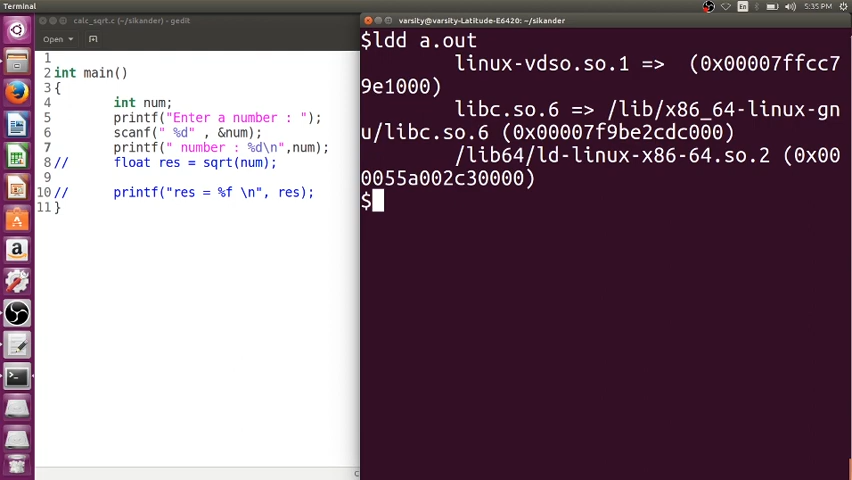 Terminal
En
5:35 PM
calc_sqrt.c (~/sikander) - gedit
Open
1
2 int main()
3 {
4 int num;
5 printf("Enter a number : ");
6 scanf(" %d" , &num);
7 printf(" number : %d\n",num);
8 // float res = sqrt(num);
9
10 // printf("res = %f \n", res);
11 }
varsity@varsity-Latitude-E6420: ~/sikander
$ldd a.out
linux-vdso.so.1 => (0x00007ffcc7
9e1000)
libc.so.6 => /lib/x86_64-linux-gn
u/libc.so.6 (0x00007f9be2cdc000)
/lib64/ld-linux-x86-64.so.2 (0x00
0055a002c30000)
$